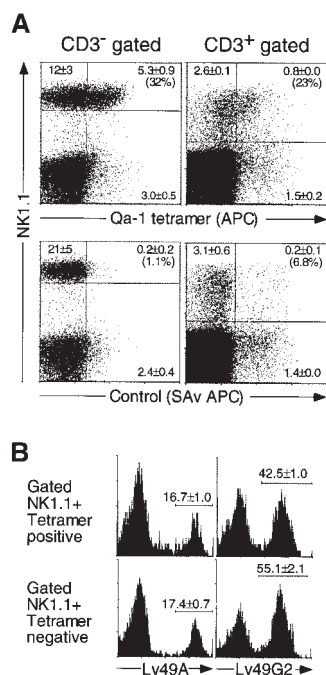 A
CD3- gated
CD3+ gated
12±3
5.3±0.9
(32%)
3.0±0.5
2.6±0.1
0.8±0.0
(23%)
1.5±0.2
NK1.1
Qa-1 tetramer (APC)
21±5
0.2±0.2
(1.1%)
2.4±0.4
3.1±0.6
0.2±0.1
(6.8%)
1.4±0.0
Control (SAv APC)
B
Gated
NK1.1+
Tetramer
positive
16.7±1.0
42.5±1.0
Gated
NK1.1+
Tetramer
negative
17.4±0.7
55.1±2.1
Lv49A
Lv49G2